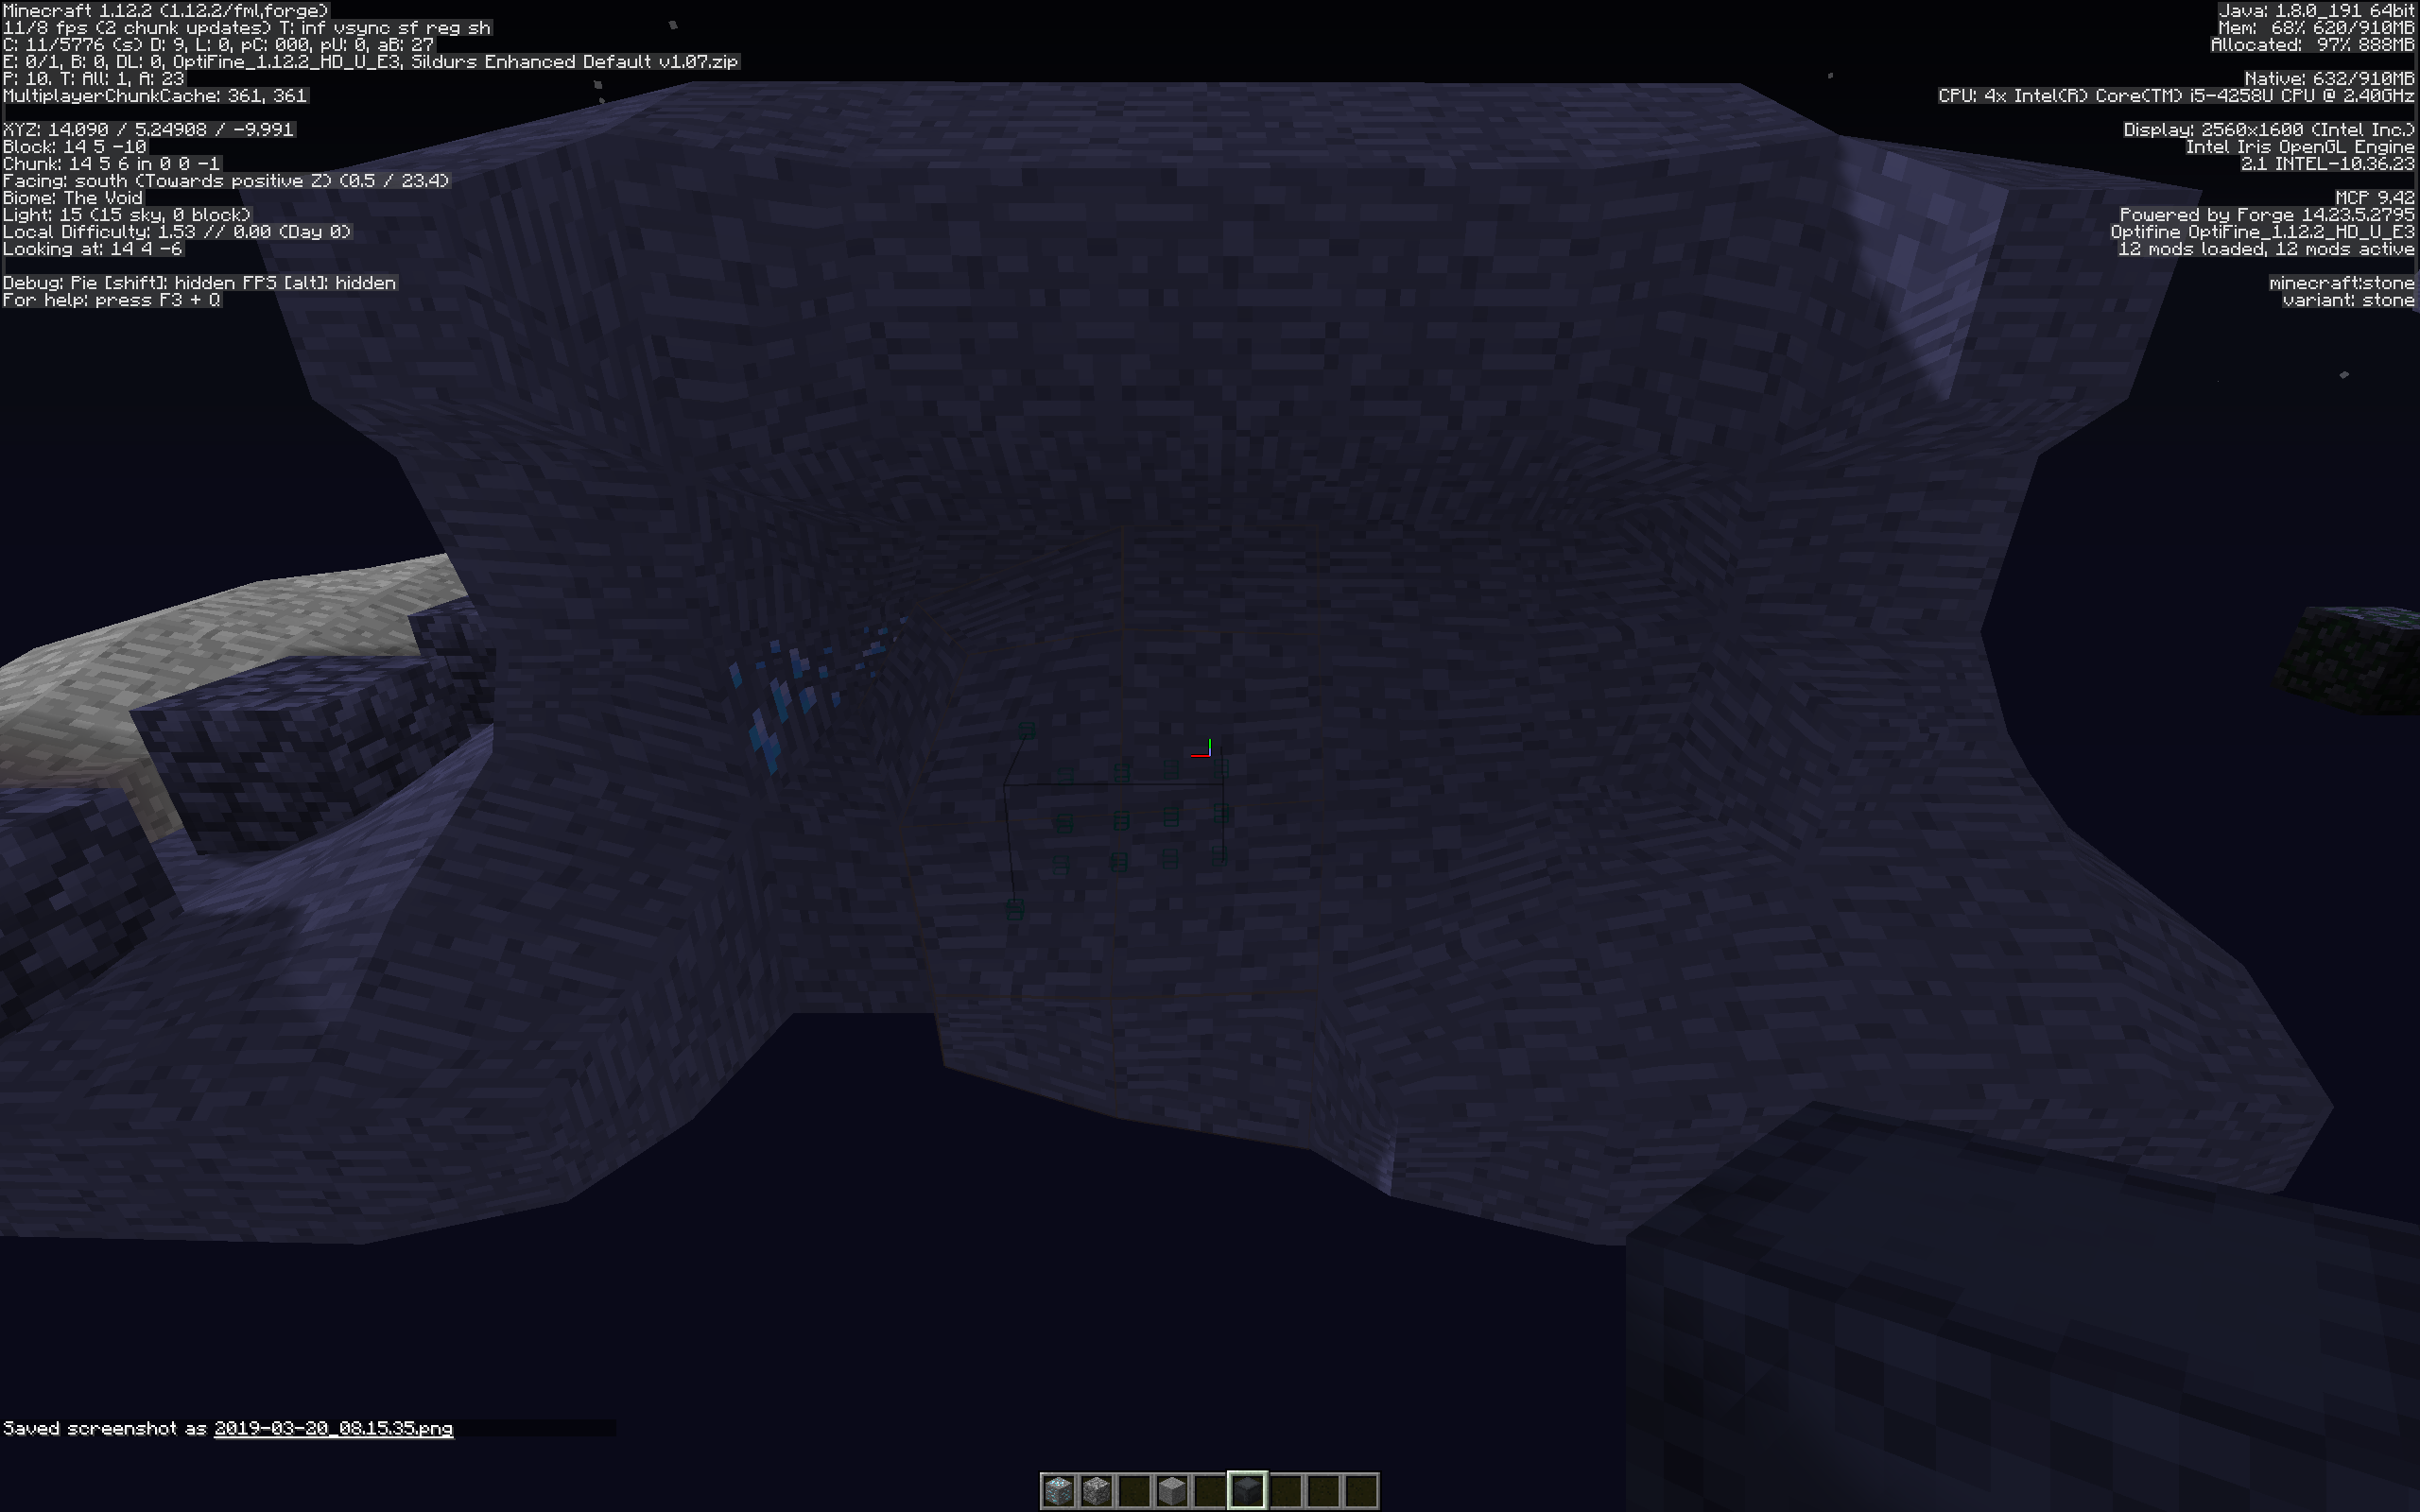 Minecraft 1.12.2 (1.12.2/fml,forge)
11/8 fps (2 chunk updates) T: inf vsync sf reg sh
C: 11/5776 (s) D: 9, L: 0, pC: 000, pU: 0, aB: 27
E: 0/1, B: 0, DL: 0, OptiFine_1.12.2_HD_U_E3, Sildurs Enhanced Default v1.07.zip
P: 10. T: All: 1, A: 23
MultiplayerChunkCache: 361, 361
XYZ: 14.090 / 5.24908 / -9.991
Block: 14 5 -10
Chunk: 14 5 6 in 0 0 -1
Facing: south (Towards positive Z) (0.5 / 23.4)
Biome: The Void
Light: 15 (15 sky, 0 block)
Local Difficulty: 1.53 // 0.00 (Day 0)
Looking at: 14 4 -6
Debug: Pie [shift]: hidden FPS [alt]: hidden
For help: press F3 + Q
Java: 1.8.0_191 64bit
Mem: 68% 620/910MB
Allocated: 97% 888MB
Native: 632/910MB
CPU: 4x Intel(R) Core(TM) i5-4258U CPU @ 2.40GHz
Display: 2560x1600 (Intel Inc.)
Intel Iris OpenGL Engine
2.1 INTEL-10.36.23
MCP 9.42
Powered by Forge 14.23.5.2795
Optifine OptiFine_1.12.2_HD_U_E3
12 mods loaded, 12 mods active
minecraft:stone
variant: stone
Saved screenshot as 2019-03-20_08.15.35.png